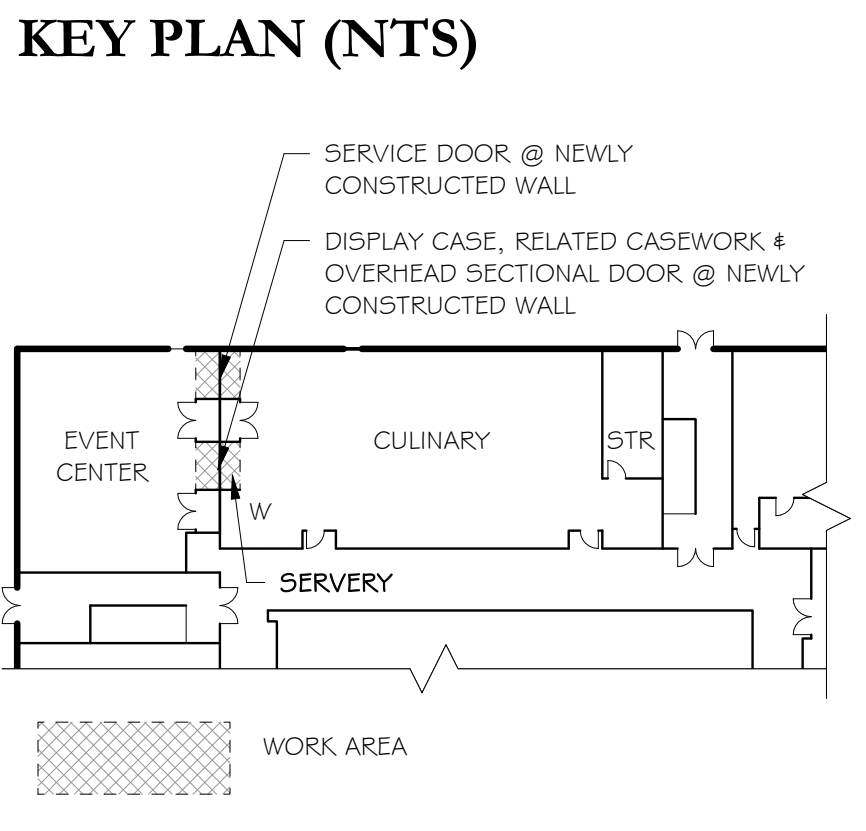 KEY PLAN (NTS)
SERVICE DOOR @ NEWLY
CONSTRUCTED WALL
DISPLAY CASE, RELATED CASEWORK &
OVERHEAD SECTIONAL DOOR @ NEWLY
CONSTRUCTED WALL
EVENT
CENTER
CULINARY
STR
W
SERVERY
WORK AREA